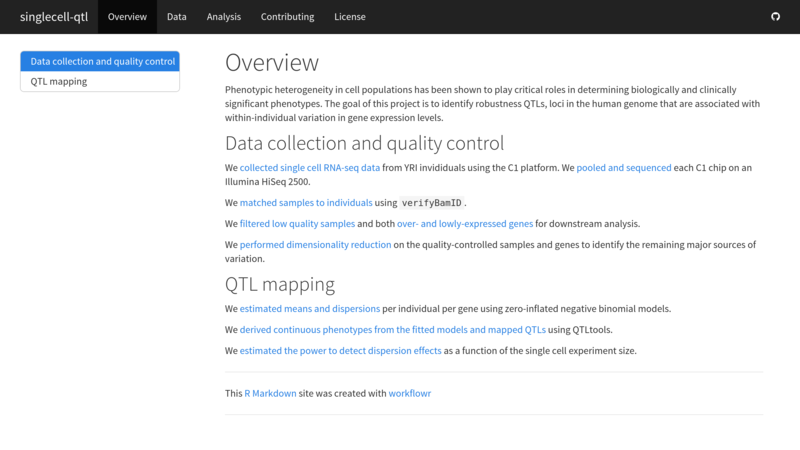 singlecell-qtl Overview Data Analysis Contributing License
Data collection and quality control
QTL mapping
Overview
Phenotypic heterogeneity in cell populations has been shown to play critical roles in determining biologically and clinically
significant phenotypes. The goal of this project is to identify robustness QTLs, loci in the human genome that are associated with
within-individual variation in gene expression levels.
Data collection and quality control
We collected single cell RNA-seq data from YRI invididuals using the C1 platform. We pooled and sequenced each C1 chip on an
Illumina HiSeq 2500.
We matched samples to individuals using verifyBamID.
We filtered low quality samples and both over- and lowly-expressed genes for downstream analysis.
We performed dimensionality reduction on the quality-controlled samples and genes to identify the remaining major sources of
variation.
QTL mapping
We estimated means and dispersions per individual per gene using zero-inflated negative binomial models.
We derived continuous phenotypes from the fitted models and mapped QTLs using QTLtools.
We estimated the power to detect dispersion effects as a function of the single cell experiment size.
This R Markdown site was created with workflowr